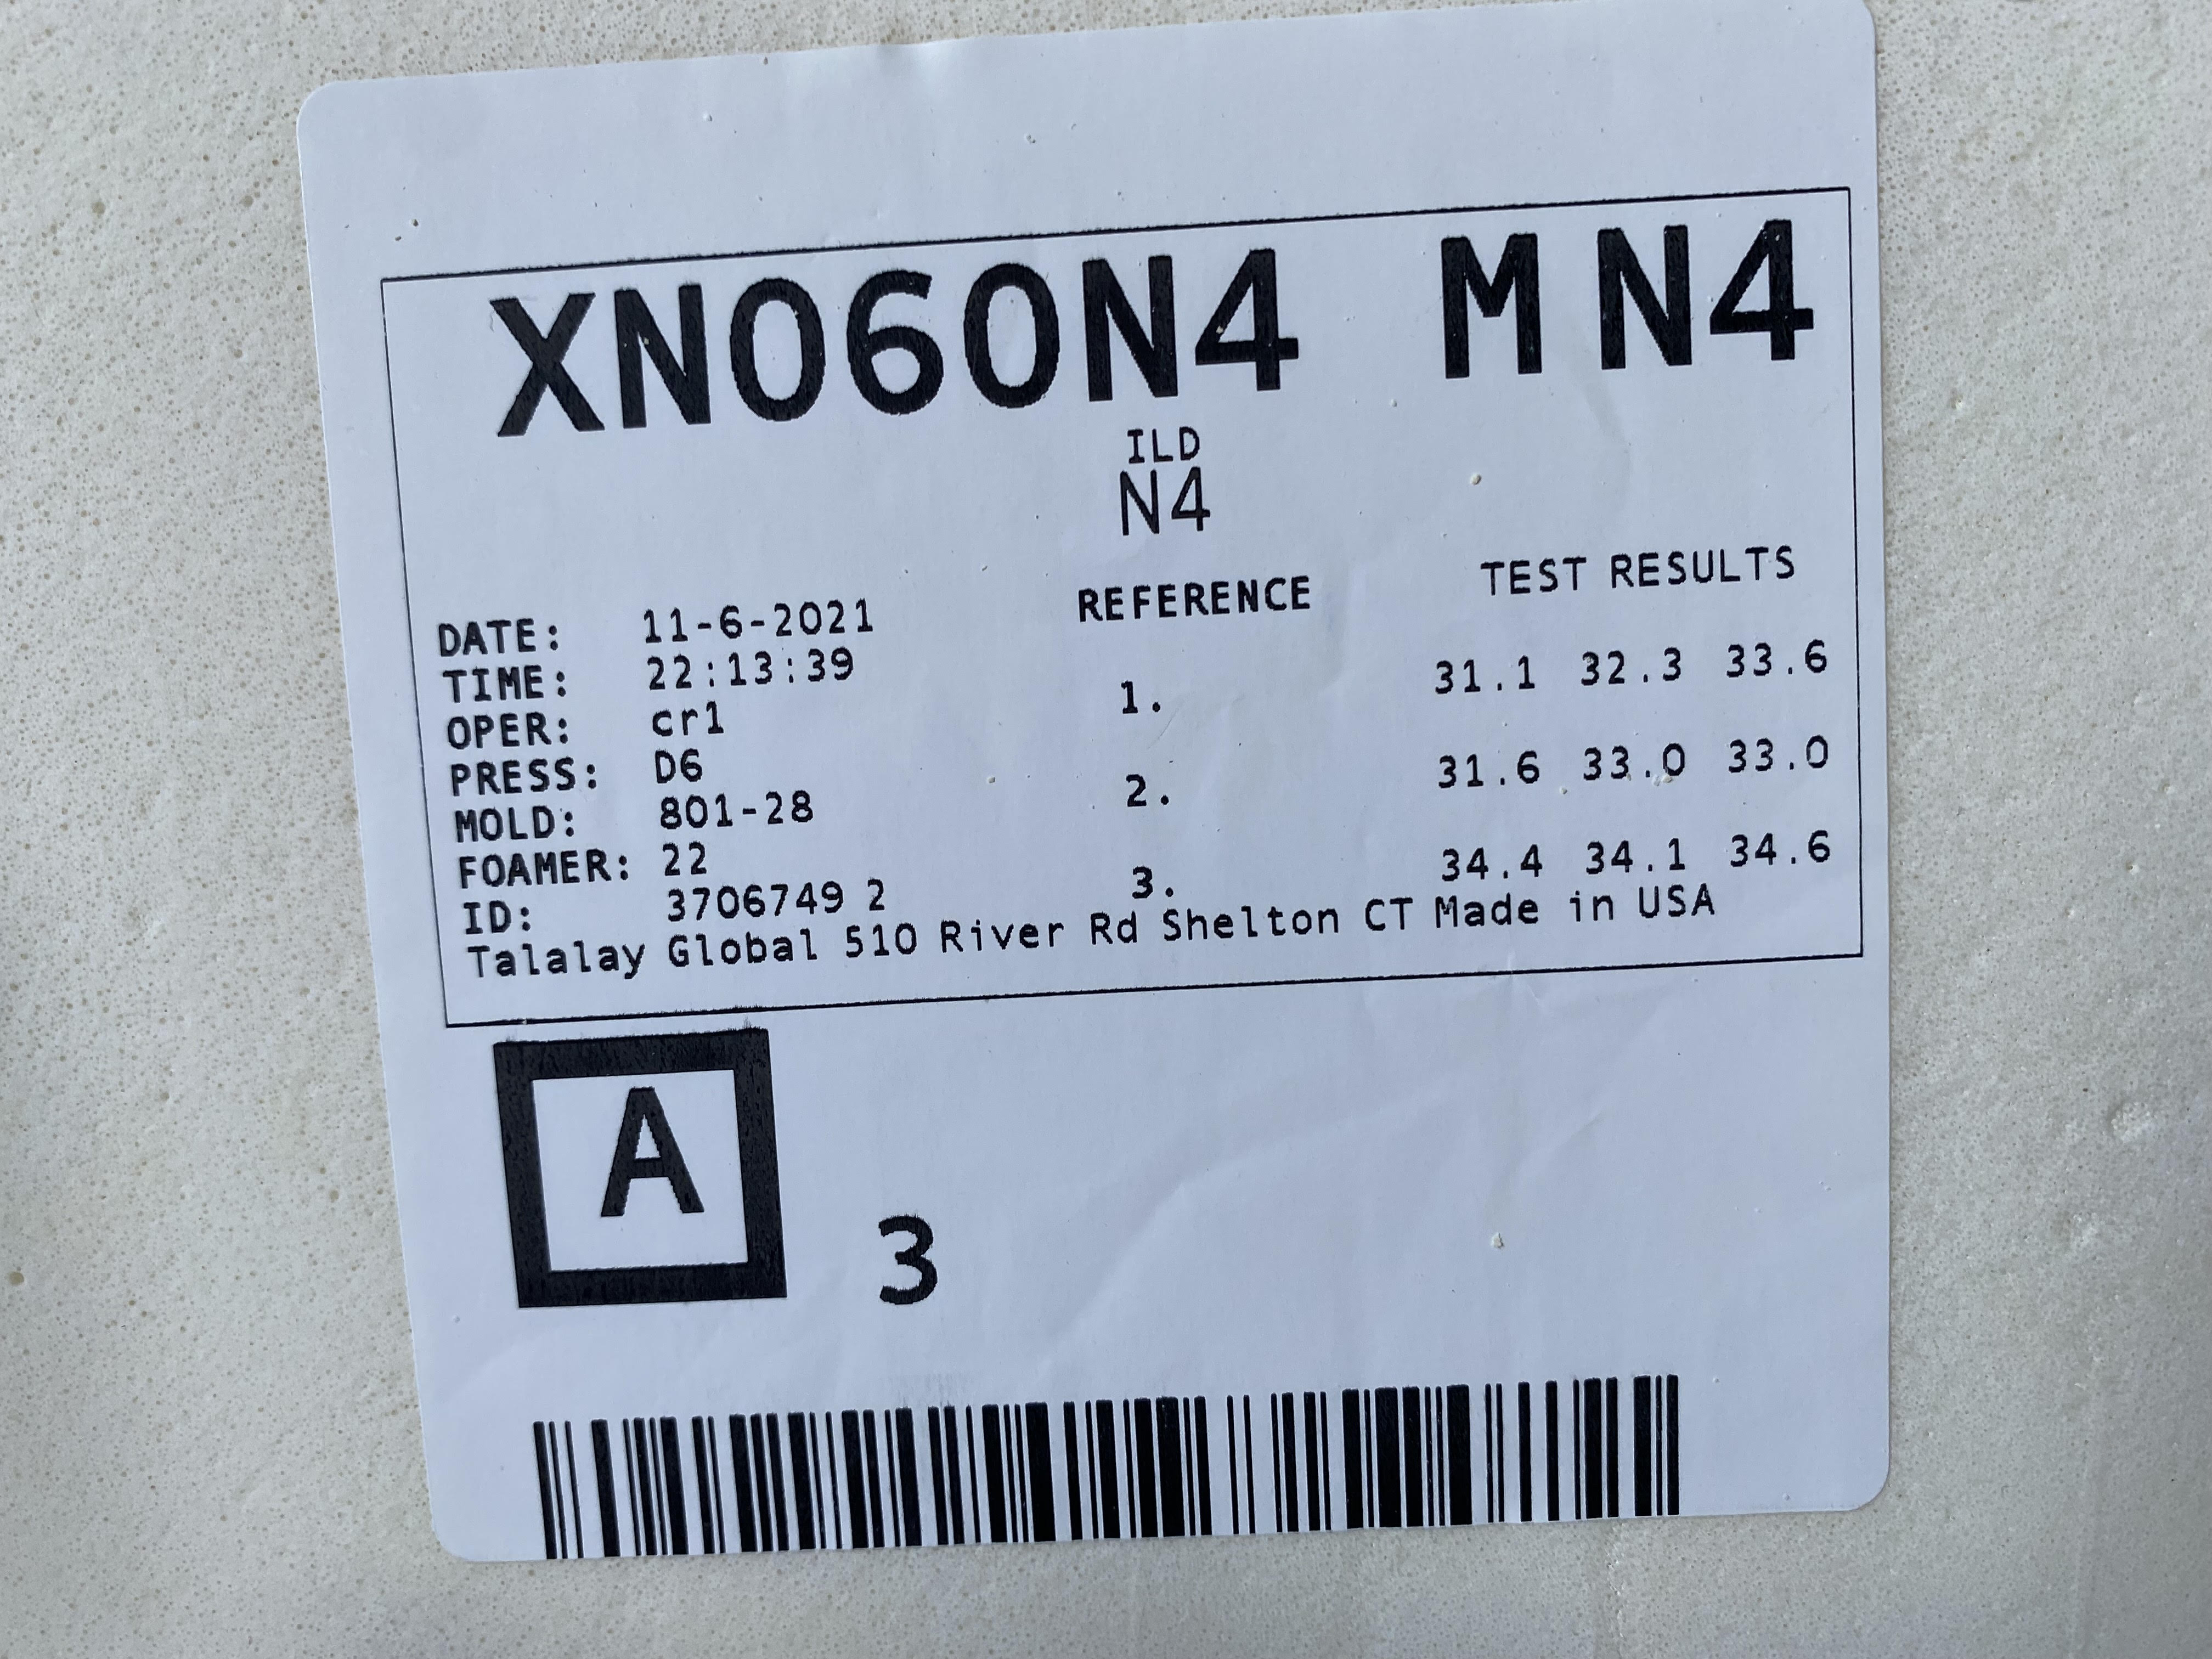 XN060N4 M N4
ILD
N4
REFERENCE TEST RESULTS
DATE: 11-6-2021
TIME: 22:13:39
OPER: cr1
PRESS: D6
MOLD: 801-28
FOAMER: 22
ID: 3706749 2
1. 31.1 32.3 33.6
2. 31.6 33.0 33.0
3. 34.4 34.1 34.6
Talalay Global 510 River Rd Shelton CT Made in USA
A
3